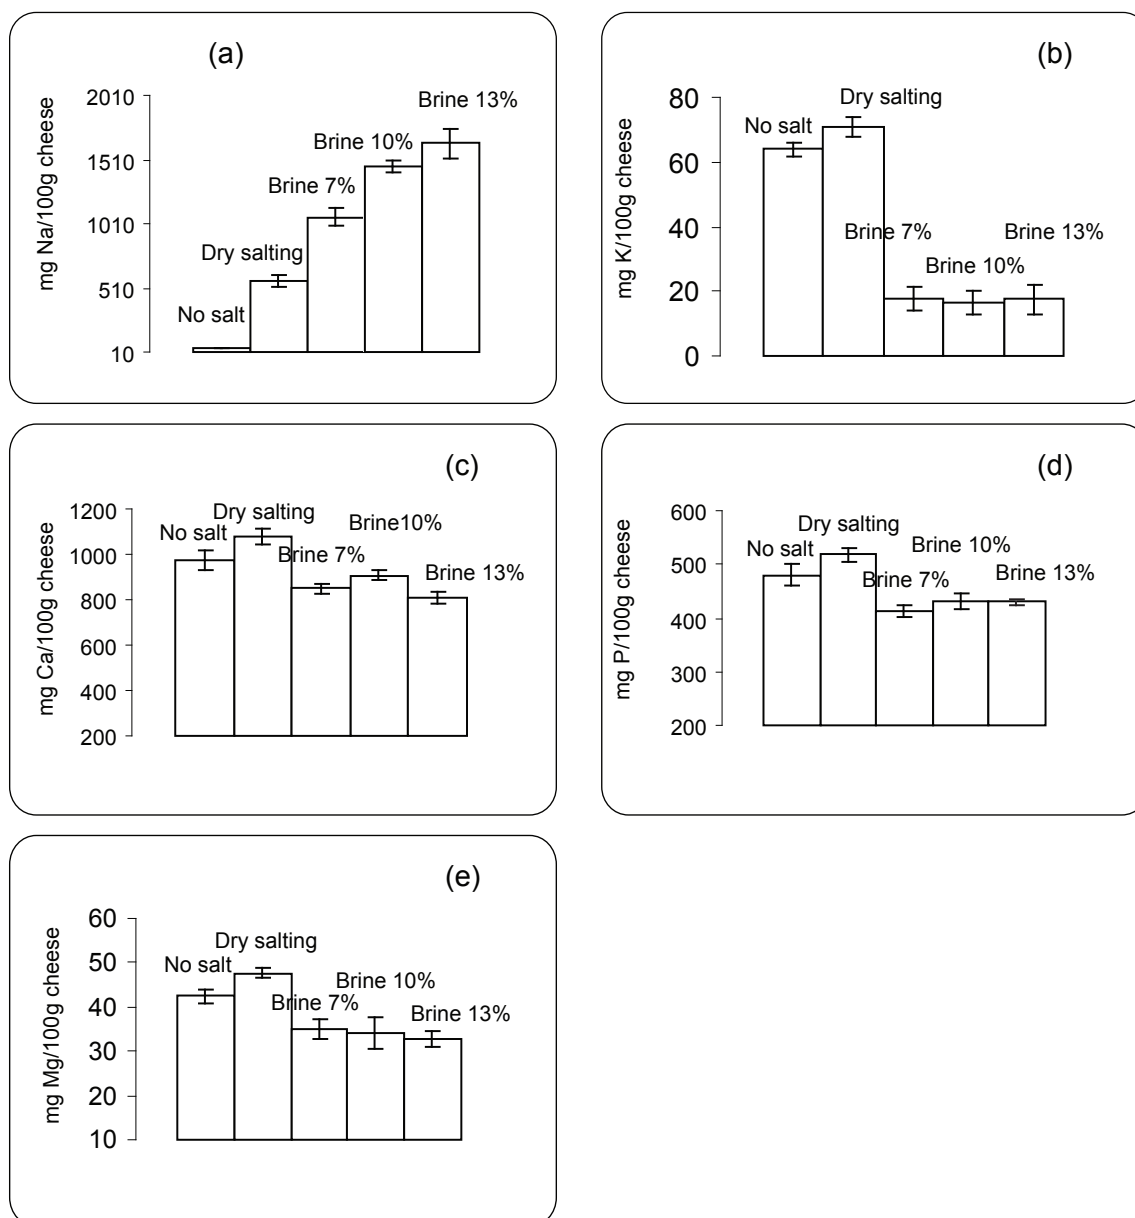 (a)
mg Na/100g cheese
2010
1510
1010
510
10
No salt
Dry salting
Brine 7%
Brine 10%
Brine 13%
(b)
mg K/100g cheese
80
60
40
20
0
No salt
Dry salting
Brine 7%
Brine 10%
Brine 13%
(c)
mg Ca/100g cheese
1200
1000
800
600
400
200
No salt
Dry salting
Brine 7%
Brine10%
Brine 13%
(d)
mg P/100g cheese
600
500
400
300
200
No salt
Dry salting
Brine 7%
Brine 10%
Brine 13%
(e)
mg Mg/100g cheese
60
50
40
30
20
10
No salt
Dry salting
Brine 7%
Brine 10%
Brine 13%